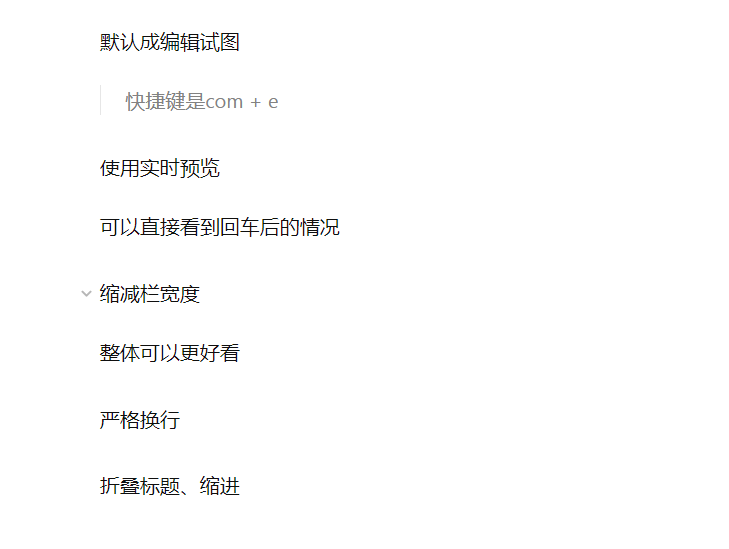 默认成编辑试图
快捷键是com + e
使用实时预览
可以直接看到回车后的情况
缩减栏宽度
整体可以更好看
严格换行
折叠标题、缩进